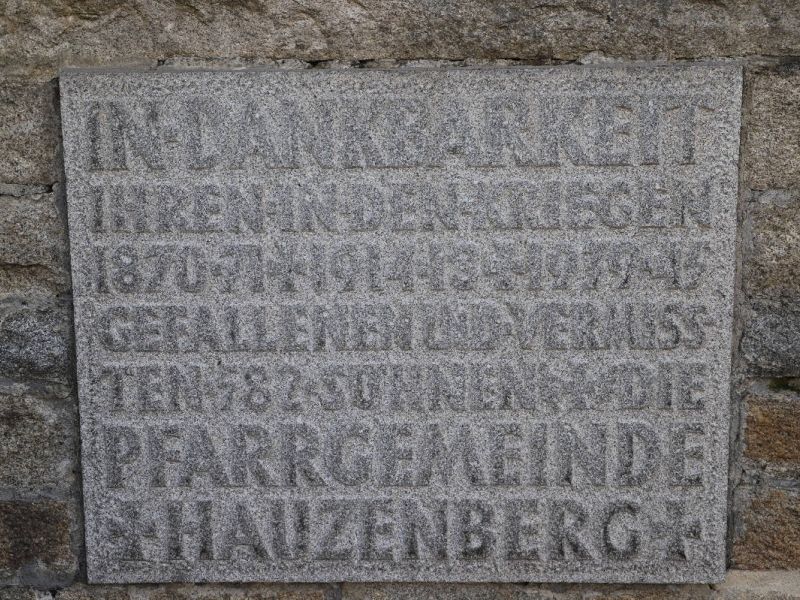 IN·DANKBARKEIT
IHREN·IN·DEN·KRIEGEN
1870·71+1914·18+1939·45
GEFALLENEN UND·VERMISS·
TEN 782·SÖHNEN+DIE
PFARRGEMEINDE
+HAUZENBERG+